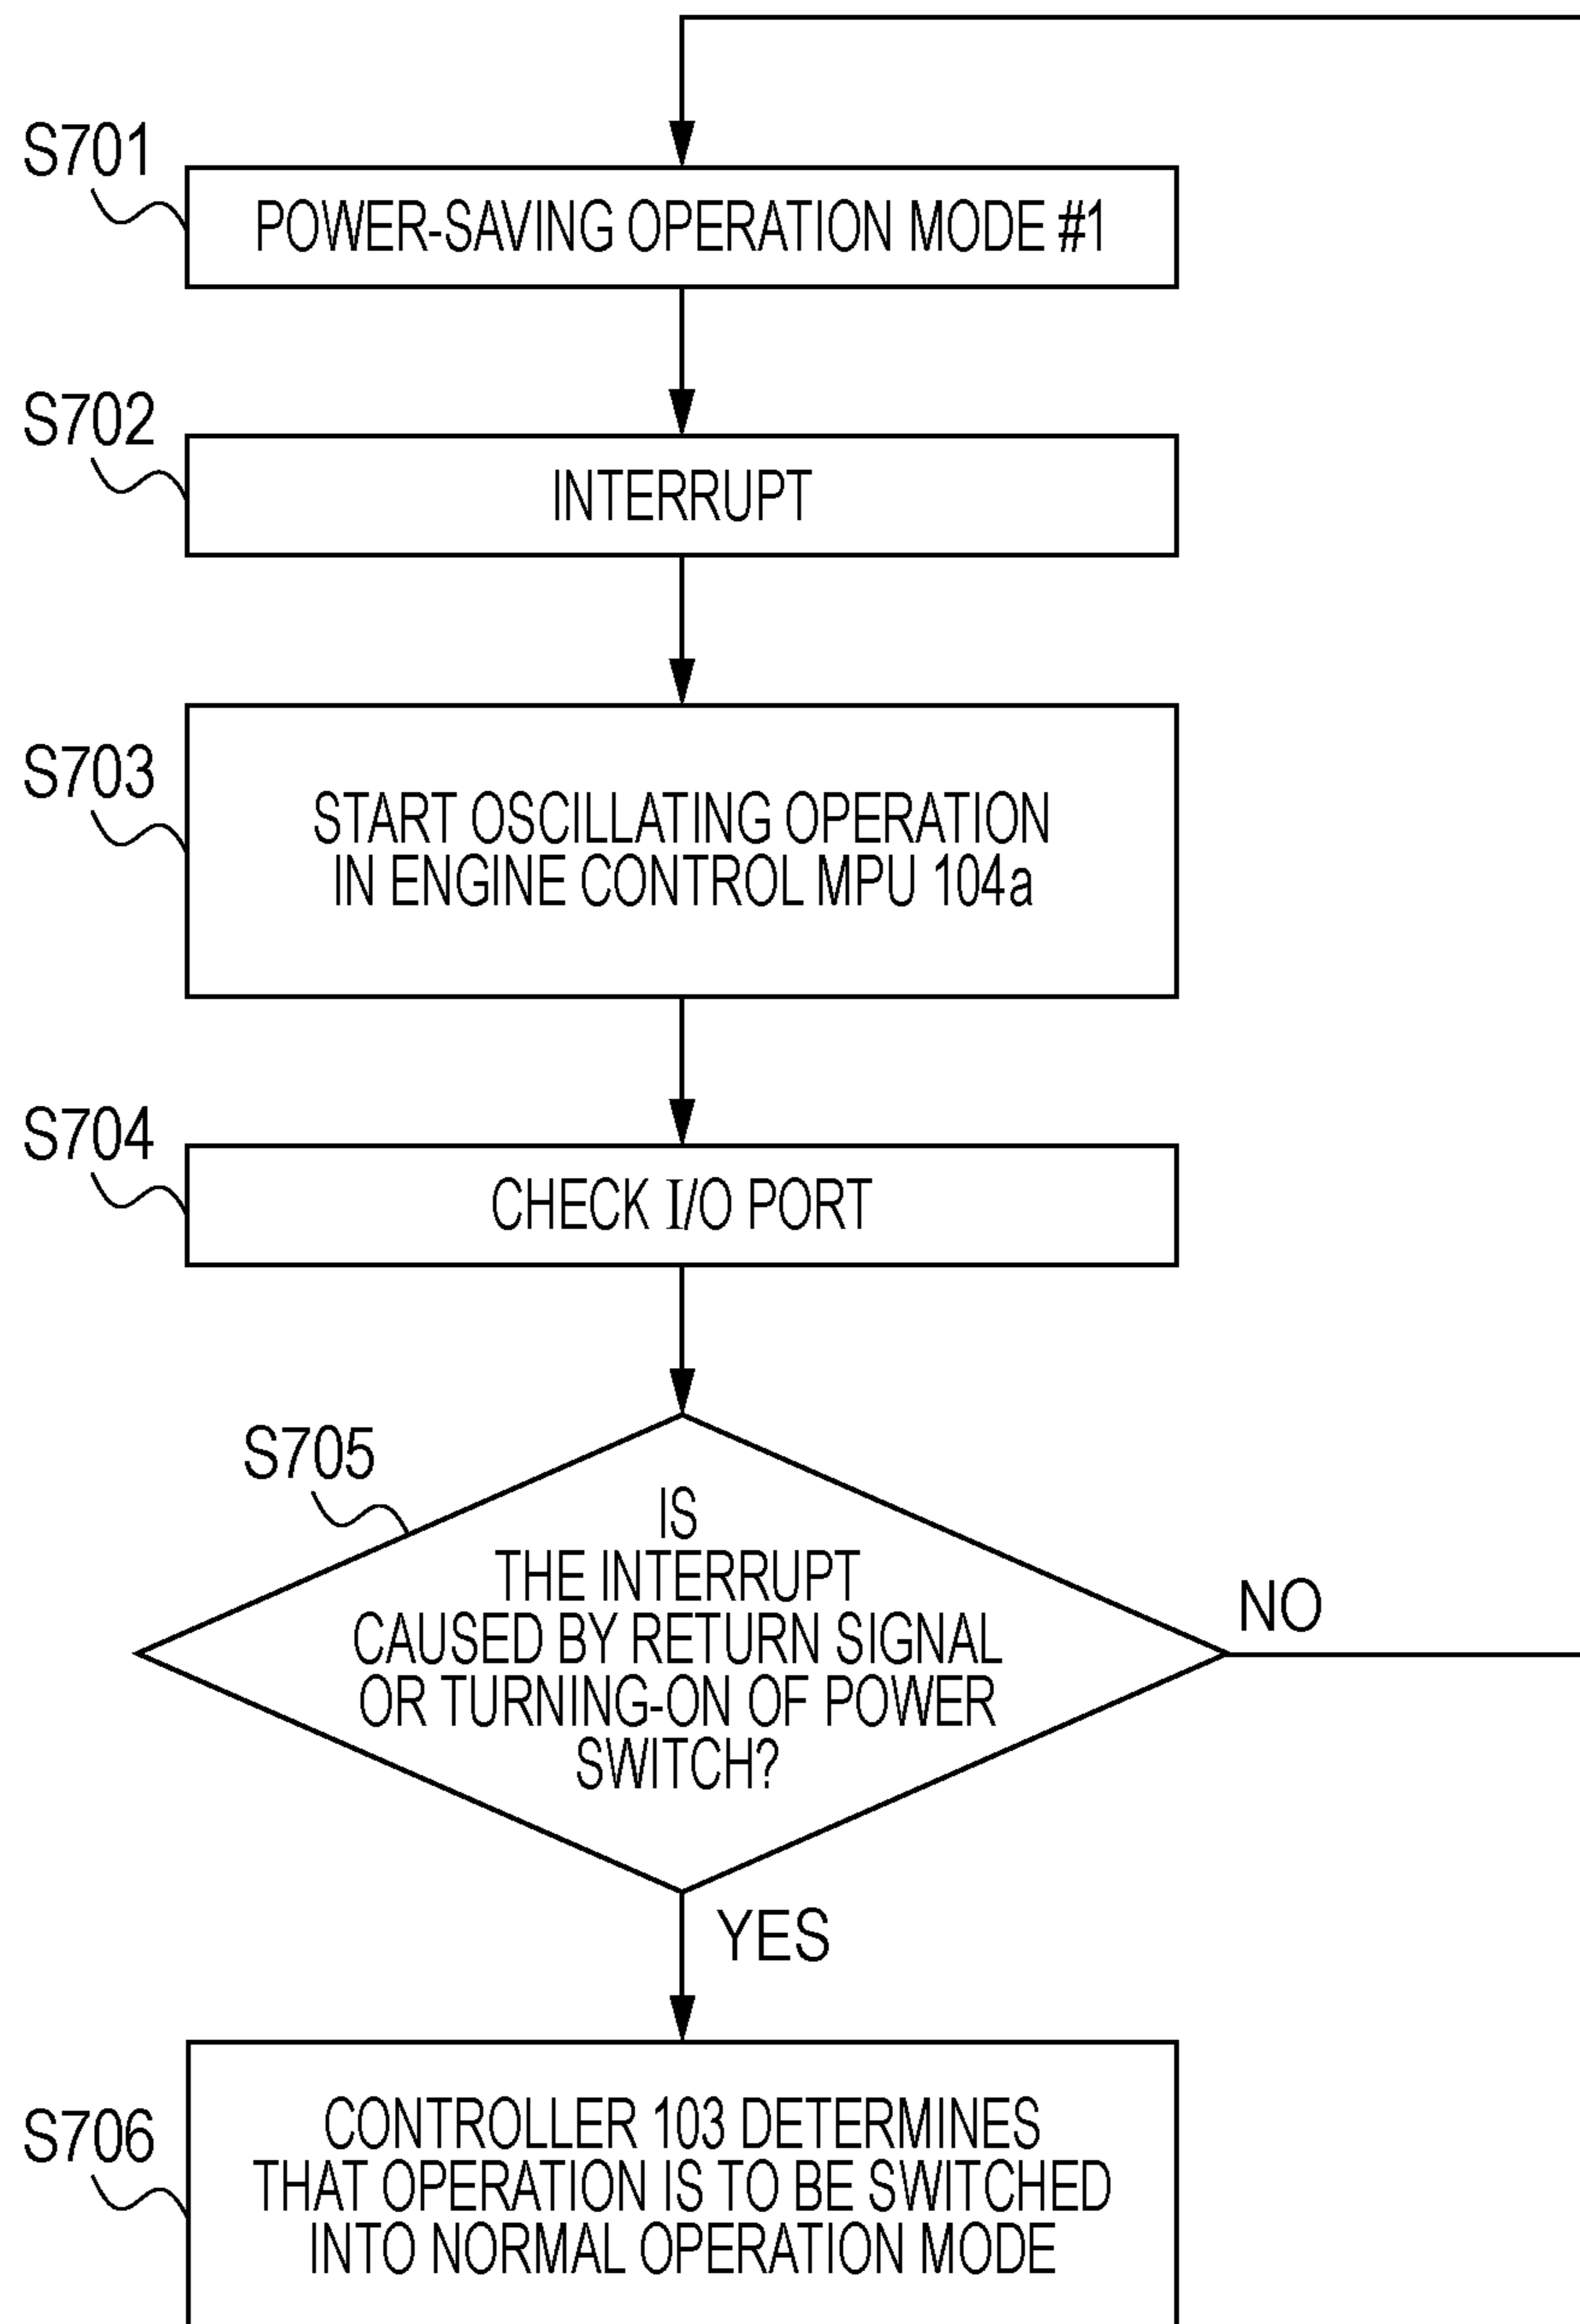 S701
POWER-SAVING OPERATION MODE #1
S702
INTERRUPT
S703
START OSCILLATING OPERATION
IN ENGINE CONTROL MPU 104a
S704
CHECK I/O PORT
S705
IS
THE INTERRUPT
CAUSED BY RETURN SIGNAL
OR TURNING-ON OF POWER
SWITCH?
NO
YES
S706
CONTROLLER 103 DETERMINES
THAT OPERATION IS TO BE SWITCHED
INTO NORMAL OPERATION MODE